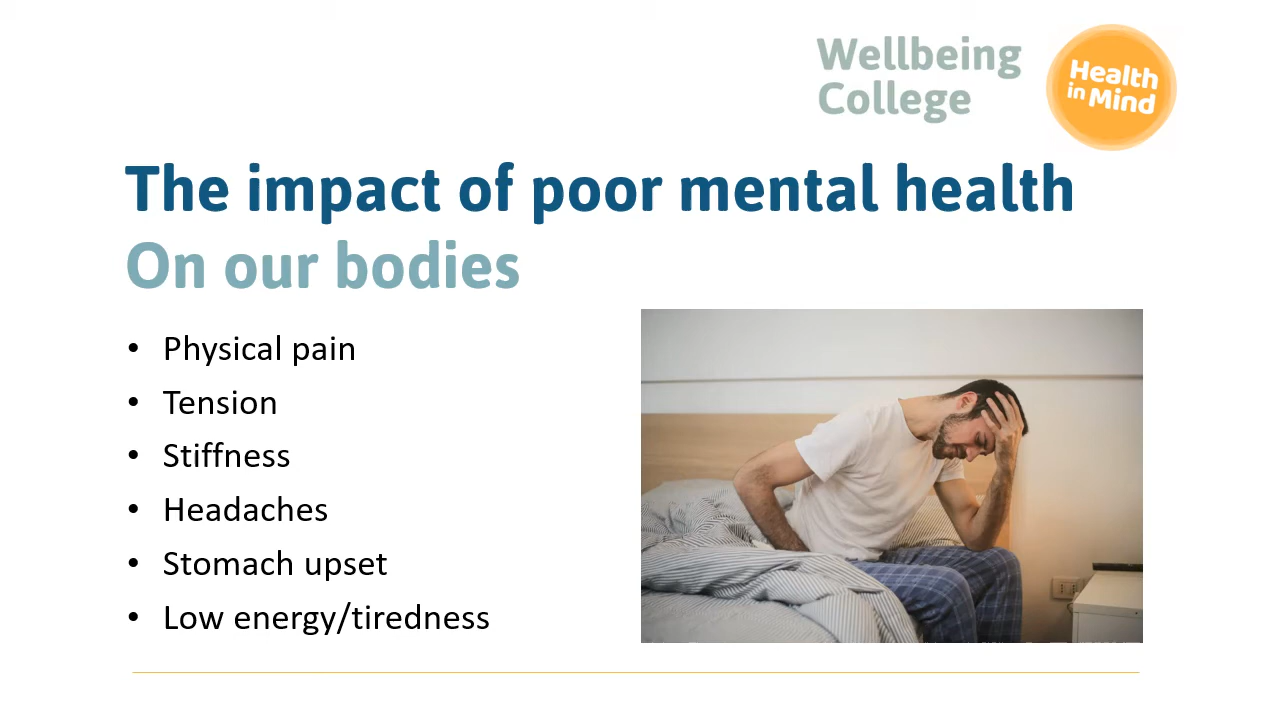 Wellbeing
College
Health
in Mind
The impact of poor mental health
On our bodies
• Physical pain
• Tension
• Stiffness
• Headaches
• Stomach upset
• Low energy/tiredness